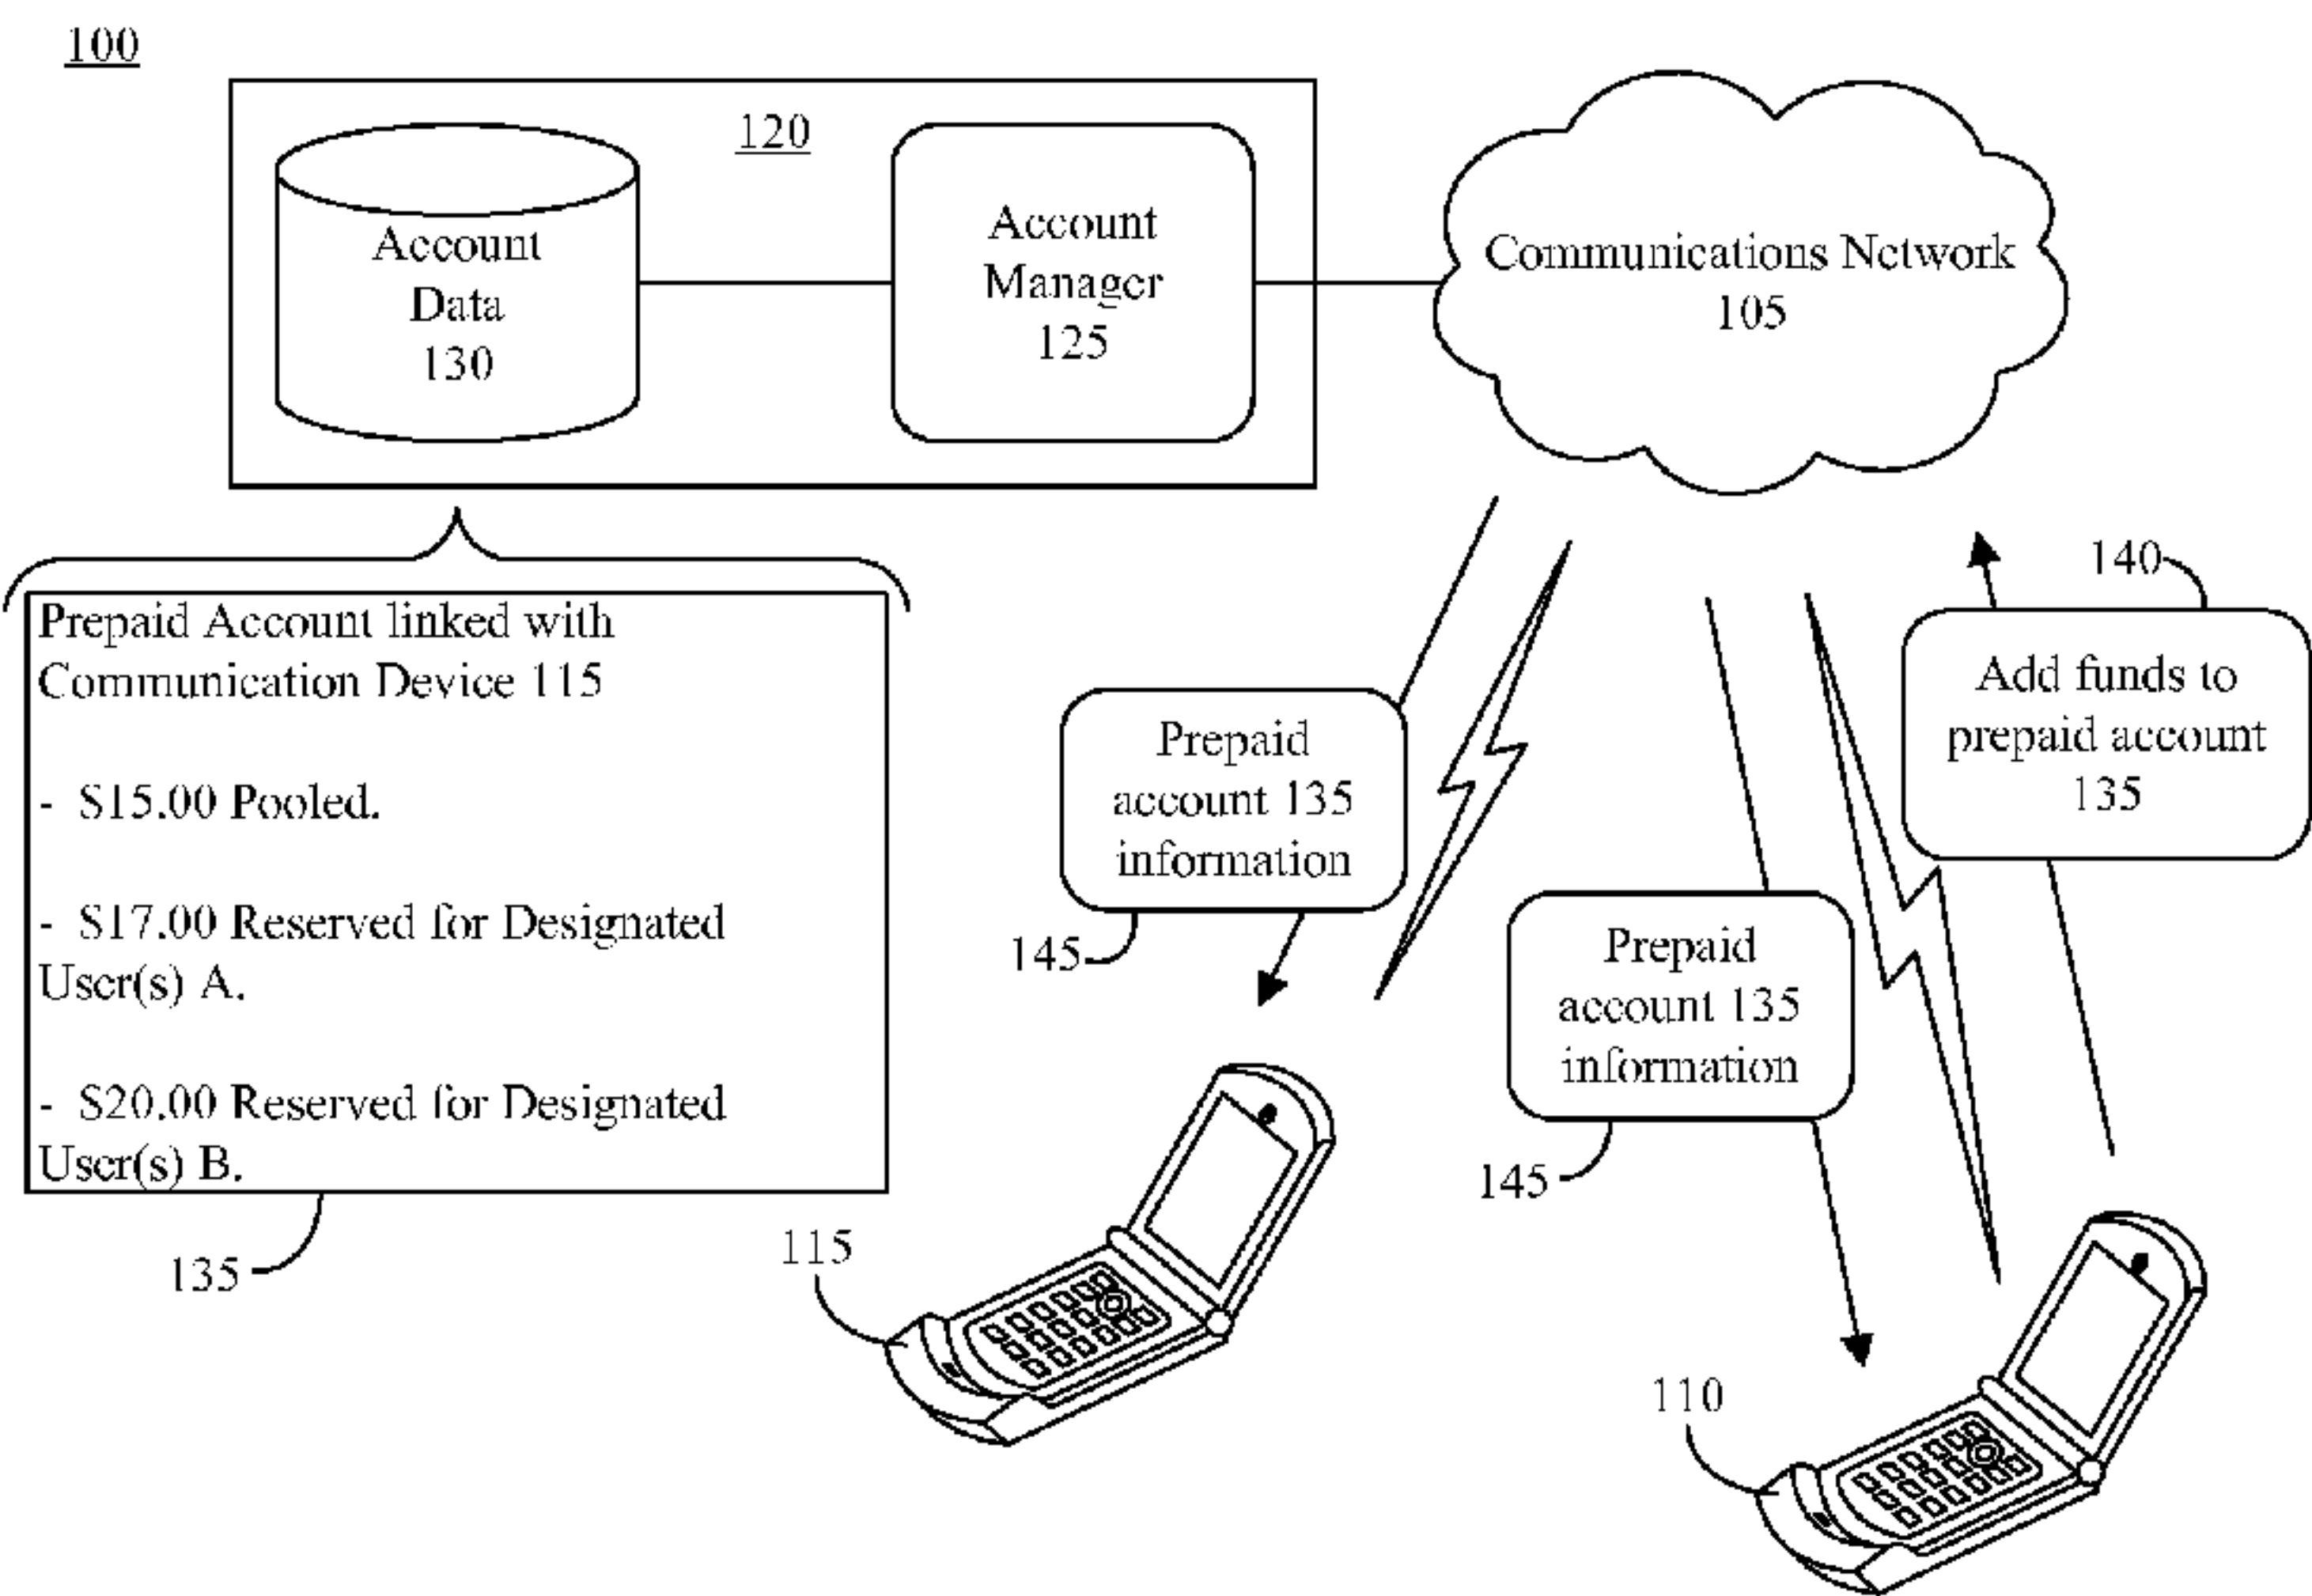 100
120
Account
Data
130
Account
Manager
125
Communications Network
105
Prepaid Account linked with
Communication Device 115
- $15.00 Pooled.
- $17.00 Reserved for Designated
User(s) A.
- $20.00 Reserved for Designated
User(s) B.
135
Prepaid
account 135
information
145
Prepaid
account 135
information
145
140
Add funds to
prepaid account
135
115
110